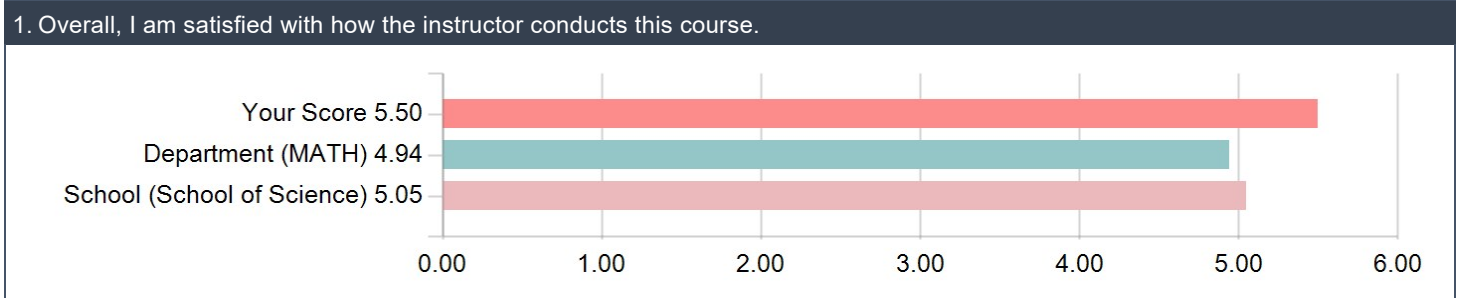 1. Overall, I am satisfied with how the instructor conducts this course.
Your Score 5.50
Department (MATH) 4.94
School (School of Science) 5.05
0.00 1.00 2.00 3.00 4.00 5.00 6.00